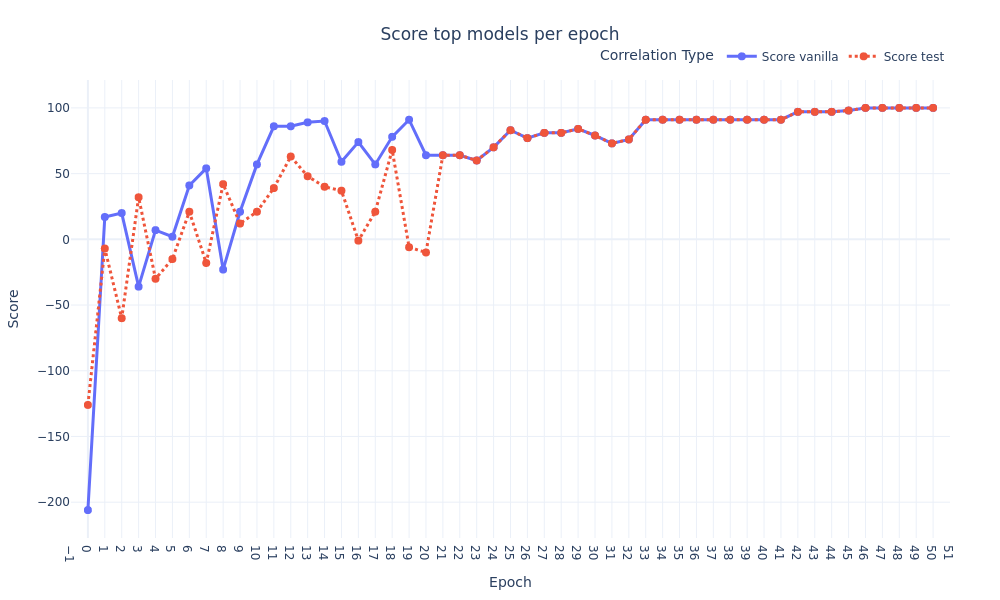 Score top models per epoch
Correlation Type Score vanilla Score test
100
50
0
−50
−100
−150
−200
Score
−1 0 1 2 3 4 5 6 7 8 9 10 11 12 13 14 15 16 17 18 19 20 21 22 23 24 25 26 27 28 29 30 31 32 33 34 35 36 37 38 39 40 41 42 43 44 45 46 47 48 49 50 51
Epoch